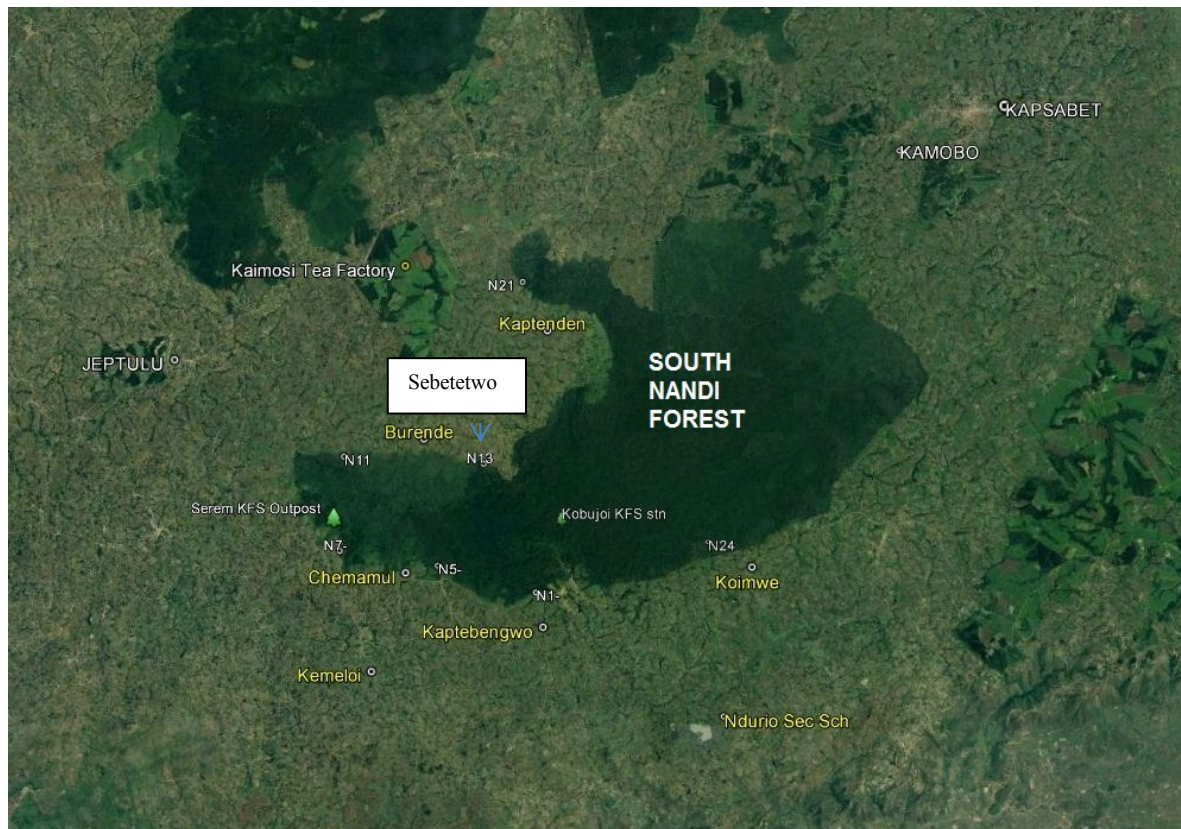 KAPSABET
KAMOBO
Kaimosi Tea Factory
N21
Kaptenden
JEPTULU
SOUTH
NANDI
FOREST
Sebetetwo
Burende
N11
N13
Serem KFS Outpost
Kobujoi KFS stn
N7-
N24
Chemamul
N5-
Koimwe
N1-
Kaptebengwo
Kemeloi
Ndurio Sec Sch